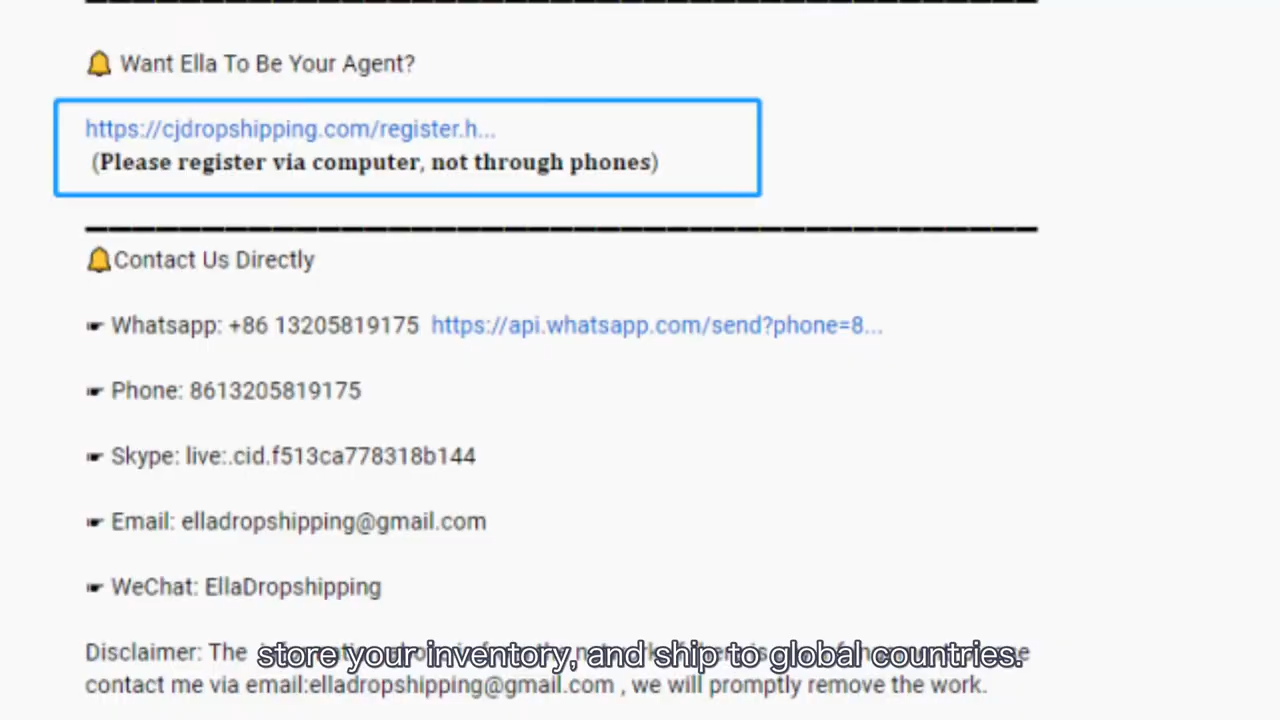 🔔 Want Ella To Be Your Agent?
https://cjdropshipping.com/register.h...
(Please register via computer, not through phones)
🔔Contact Us Directly
☛ Whatsapp: +86 13205819175 https://api.whatsapp.com/send?phone=8...
☛ Phone: 8613205819175
☛ Skype: live:.cid.f513ca778318b144
☛ Email: elladropshipping@gmail.com
☛ WeChat: EllaDropshipping
Disclaimer: The
store your inventory, and ship to global countries.
contact me via email:elladropshipping@gmail.com , we will promptly remove the work.